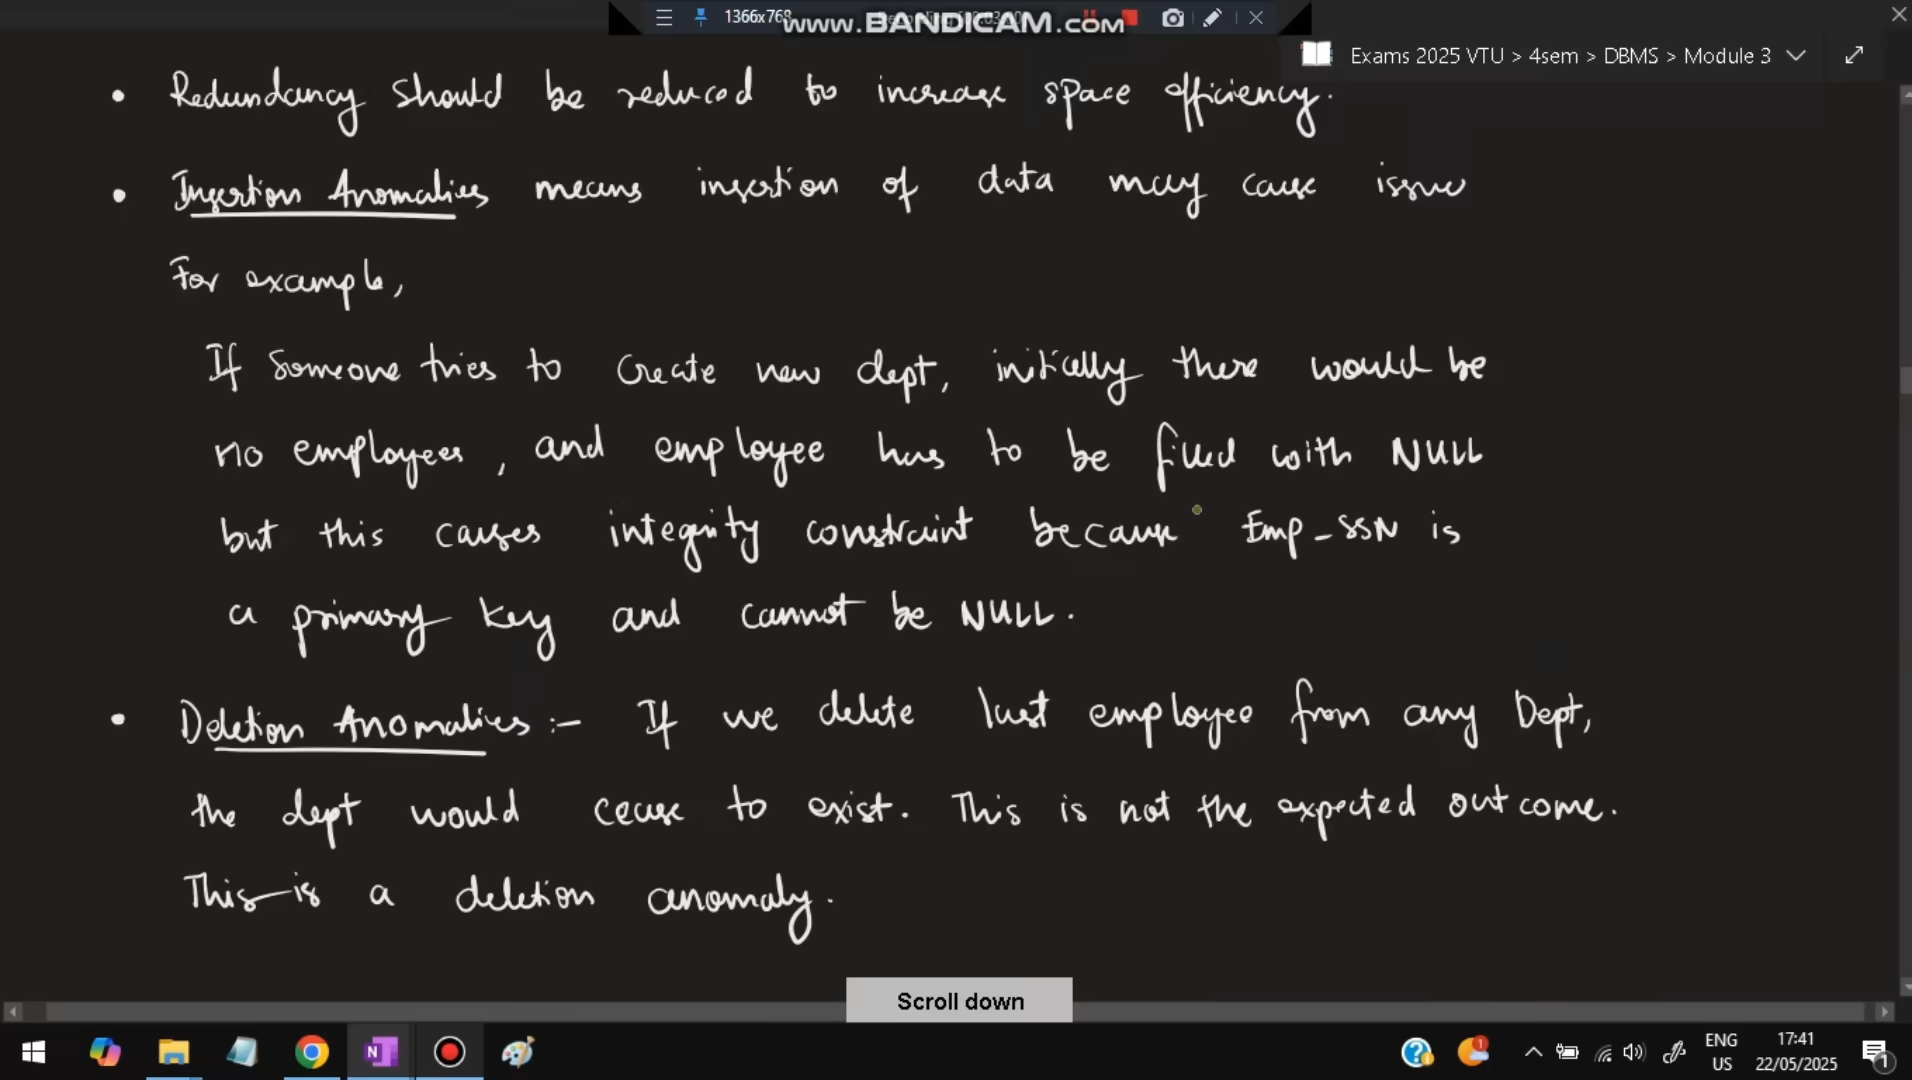 1366x768
www.BANDICAM.com
Exams 2025 VTU > 4sem > DBMS > Module 3
• Redundancy should be reduced to increase space efficiency.
• Insertion Anomalies means insertion of data may cause issue
For example,
If someone tries to create new dept, initially there would be
no employees, and employee has to be filled with NULL
but this causes integrity constraint because Emp-SSN is
a primary key and cannot be NULL.
• Deletion Anomalies :- If we delete last employee from any Dept,
the dept would cease to exist. This is not the expected outcome.
This is a deletion anomaly.
Scroll down
ENG
US
17:41
22/05/2025